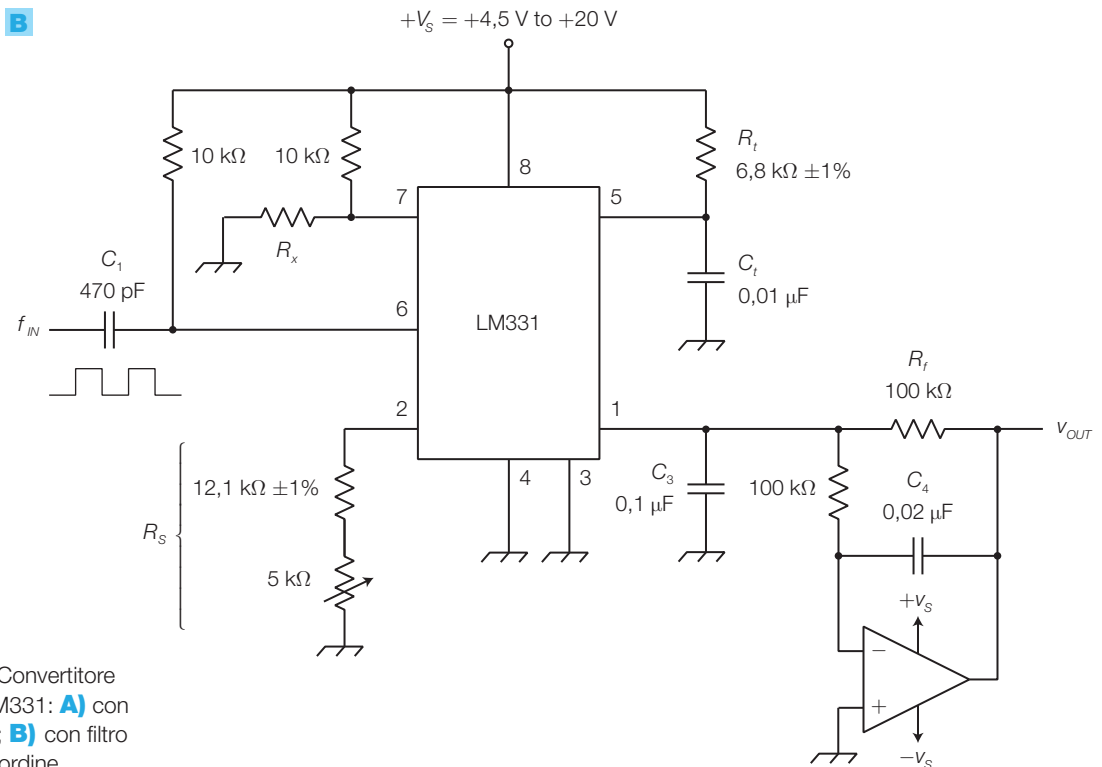 B
+V_S = +4,5 V to +20 V
10 kΩ
10 kΩ
R_t
6,8 kΩ ±1%
8
7
5
R_x
C_1
470 pF
C_t
0,01 μF
f_IN
6
LM331
R_f
100 kΩ
2
1
v_OUT
12,1 kΩ ±1%
4
3
C_3
0,1 μF
100 kΩ
C_4
0,02 μF
R_S
5 kΩ
+v_S
−
+
−v_S
Convertitore
M331: A) con
; B) con filtro
ordine